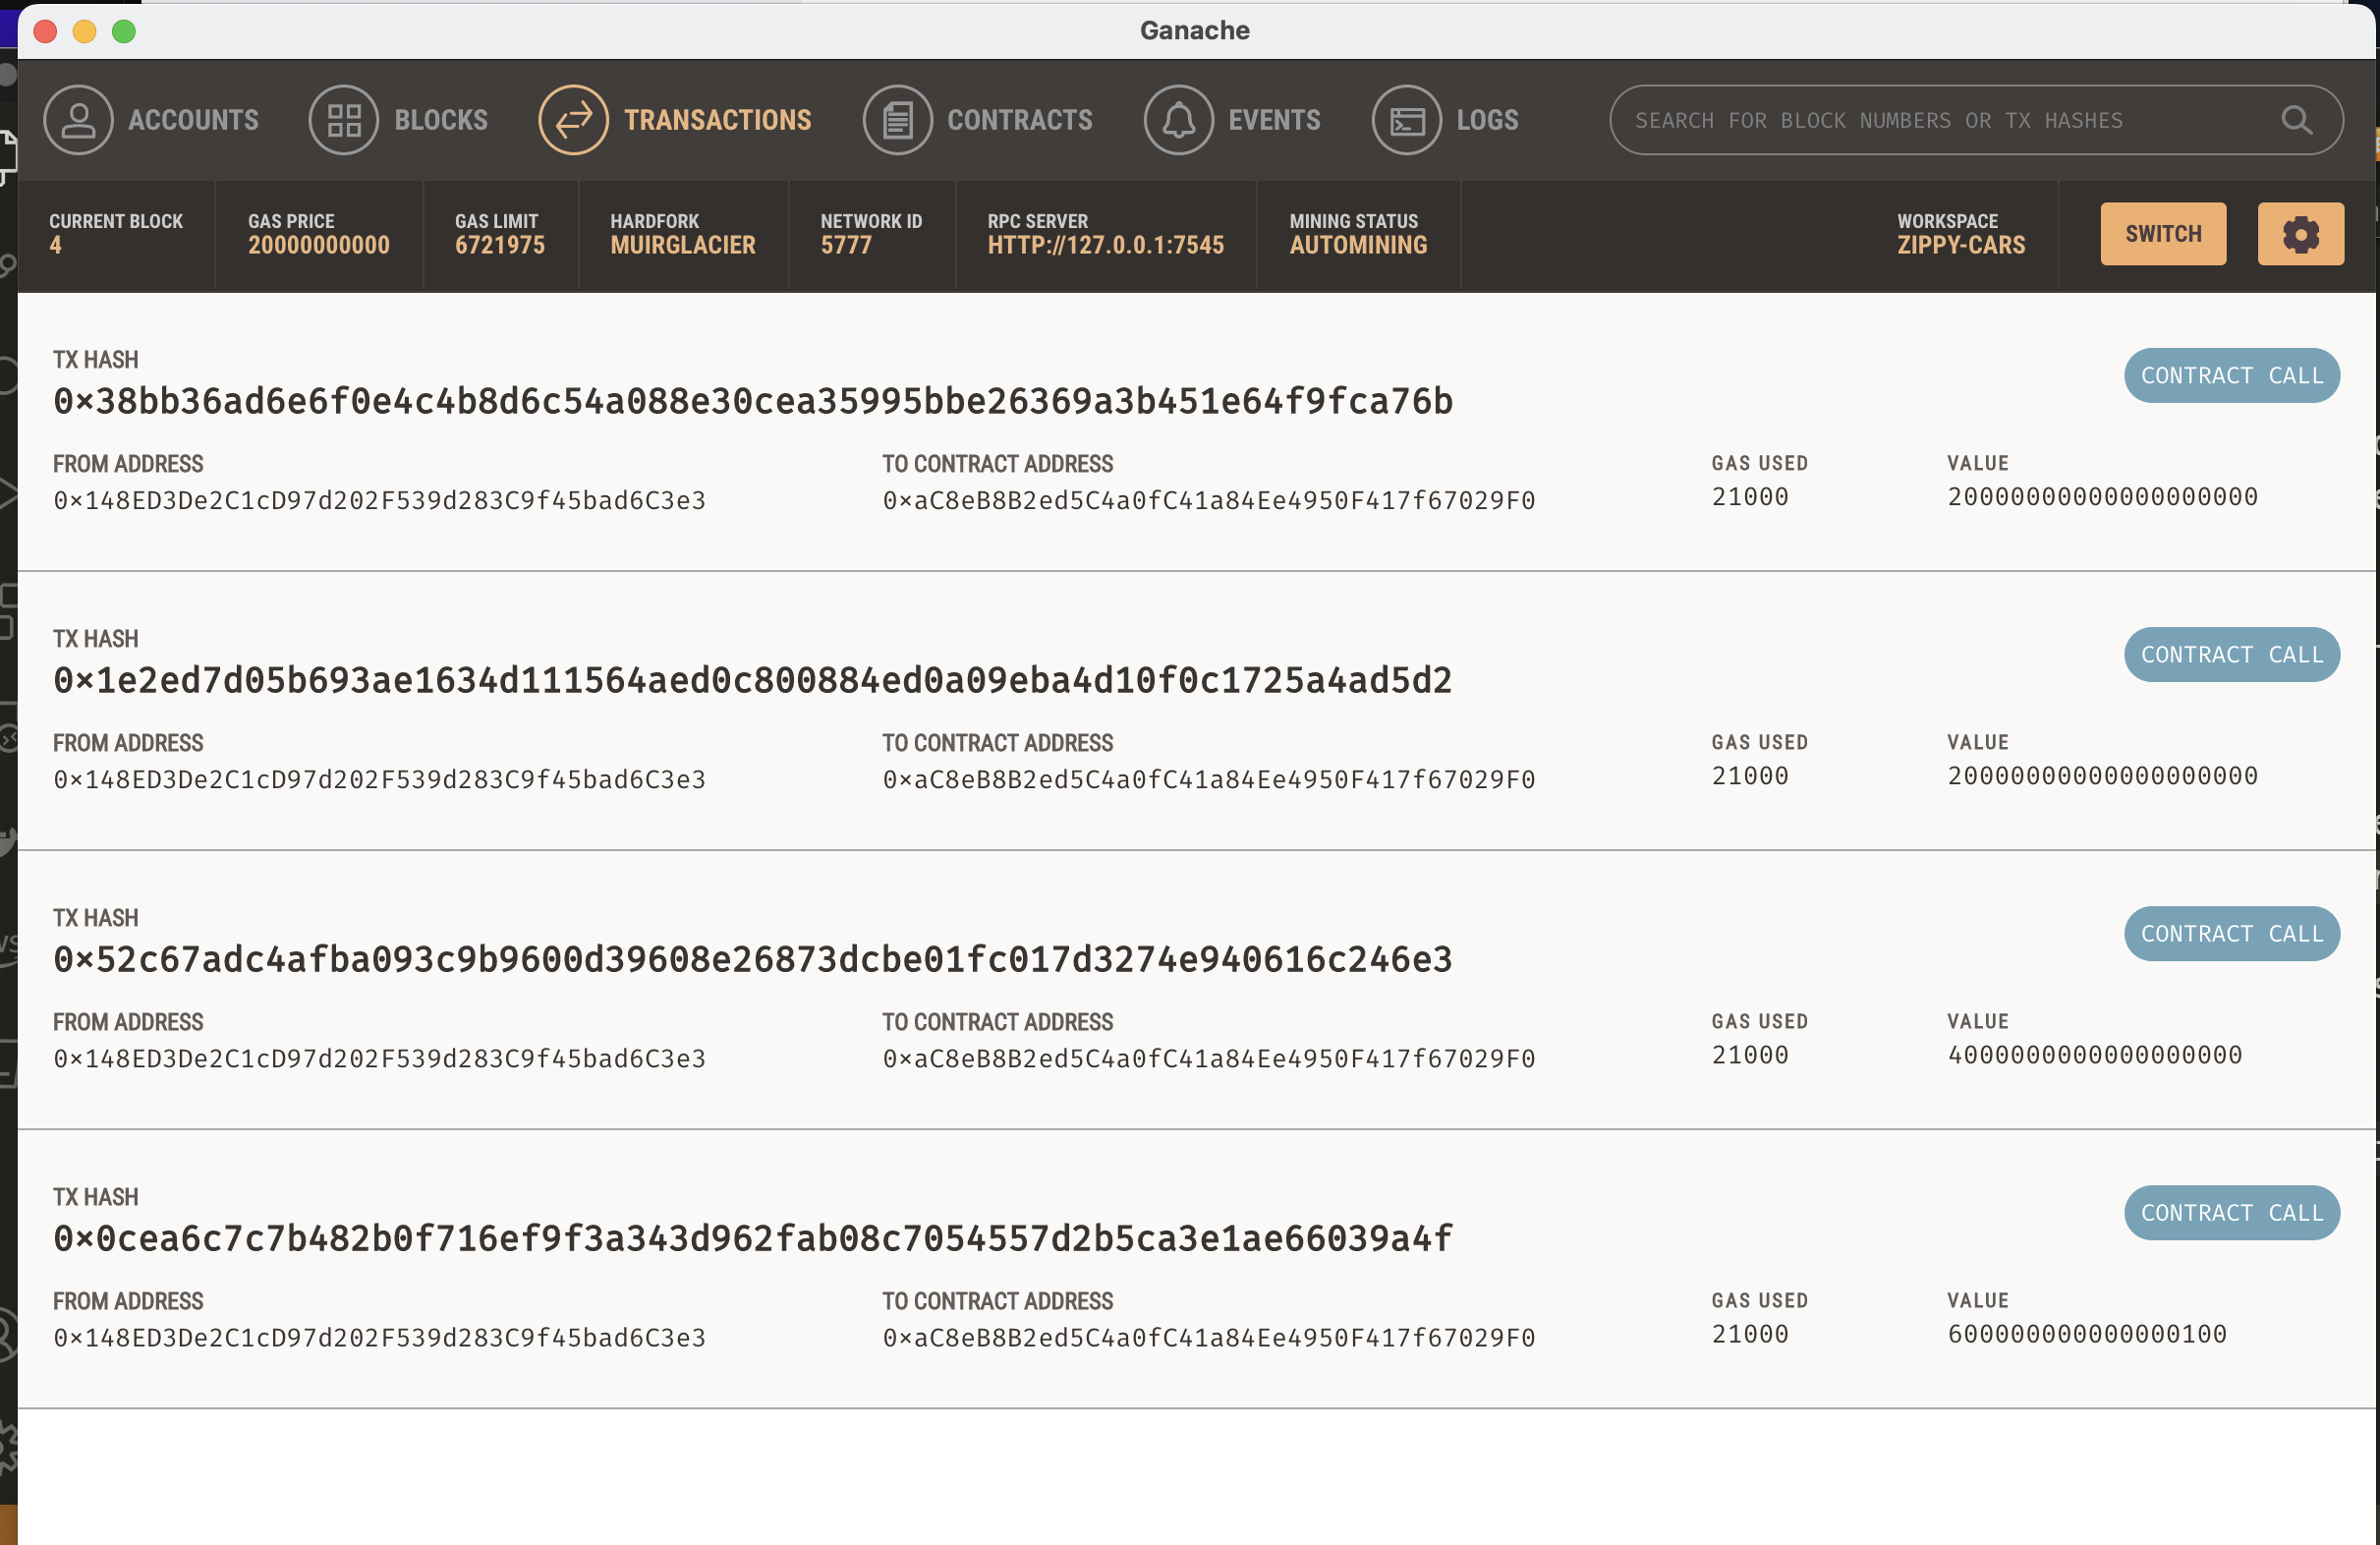 Ganache
ACCOUNTS
BLOCKS
TRANSACTIONS
CONTRACTS
EVENTS
LOGS
SEARCH FOR BLOCK NUMBERS OR TX HASHES
CURRENT BLOCK
4
GAS PRICE
20000000000
GAS LIMIT
6721975
HARDFORK
MUIRGLACIER
NETWORK ID
5777
RPC SERVER
HTTP://127.0.0.1:7545
MINING STATUS
AUTOMINING
WORKSPACE
ZIPPY-CARS
SWITCH
TX HASH
0×38bb36ad6e6f0e4c4b8d6c54a088e30cea35995bbe26369a3b451e64f9fca76b
CONTRACT CALL
FROM ADDRESS
0×148ED3De2C1cD97d202F539d283C9f45bad6C3e3
TO CONTRACT ADDRESS
0×aC8eB8B2ed5C4a0fC41a84Ee4950F417f67029F0
GAS USED
21000
VALUE
20000000000000000000
TX HASH
0×1e2ed7d05b693ae1634d111564aed0c800884ed0a09eba4d10f0c1725a4ad5d2
CONTRACT CALL
FROM ADDRESS
0×148ED3De2C1cD97d202F539d283C9f45bad6C3e3
TO CONTRACT ADDRESS
0×aC8eB8B2ed5C4a0fC41a84Ee4950F417f67029F0
GAS USED
21000
VALUE
20000000000000000000
TX HASH
0×52c67adc4afba093c9b9600d39608e26873dcbe01fc017d3274e940616c246e3
CONTRACT CALL
FROM ADDRESS
0×148ED3De2C1cD97d202F539d283C9f45bad6C3e3
TO CONTRACT ADDRESS
0×aC8eB8B2ed5C4a0fC41a84Ee4950F417f67029F0
GAS USED
21000
VALUE
4000000000000000000
TX HASH
0×0cea6c7c7b482b0f716ef9f3a343d962fab08c7054557d2b5ca3e1ae66039a4f
CONTRACT CALL
FROM ADDRESS
0×148ED3De2C1cD97d202F539d283C9f45bad6C3e3
TO CONTRACT ADDRESS
0×aC8eB8B2ed5C4a0fC41a84Ee4950F417f67029F0
GAS USED
21000
VALUE
600000000000000100